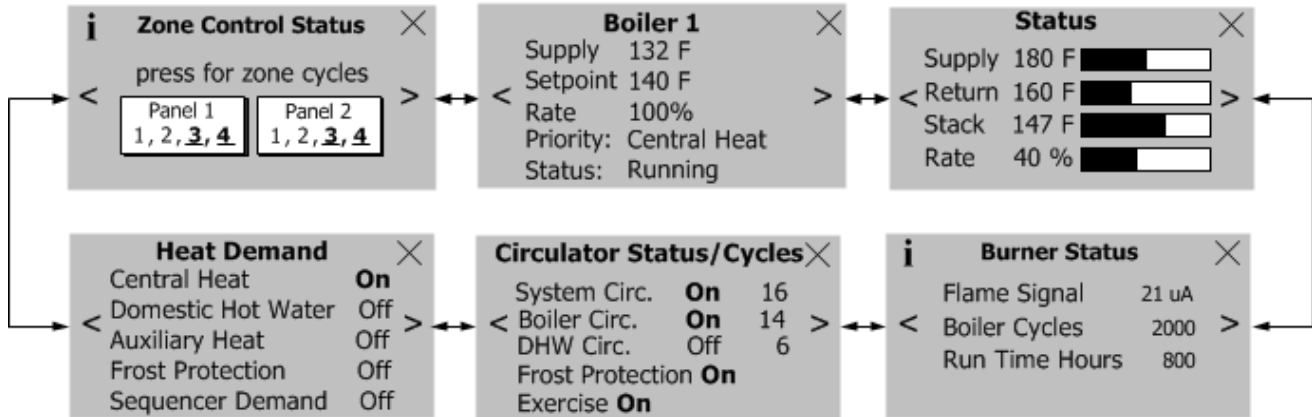 i Zone Control Status X
press for zone cycles
< >
Panel 1
1, 2, 3, 4
Panel 2
1, 2, 3, 4
Boiler 1 X
Supply 132 F
< Setpoint 140 F >
Rate 100%
Priority: Central Heat
Status: Running
Status X
Supply 180 F
< Return 160 F >
Stack 147 F
Rate 40 %
Heat Demand X
Central Heat On
Domestic Hot Water Off
< Auxiliary Heat Off >
Frost Protection Off
Sequencer Demand Off
Circulator Status/Cycles X
System Circ. On 16
< Boiler Circ. On 14 >
DHW Circ. Off 6
Frost Protection On
Exercise On
i Burner Status X
Flame Signal 21 uA
< Boiler Cycles 2000 >
Run Time Hours 800